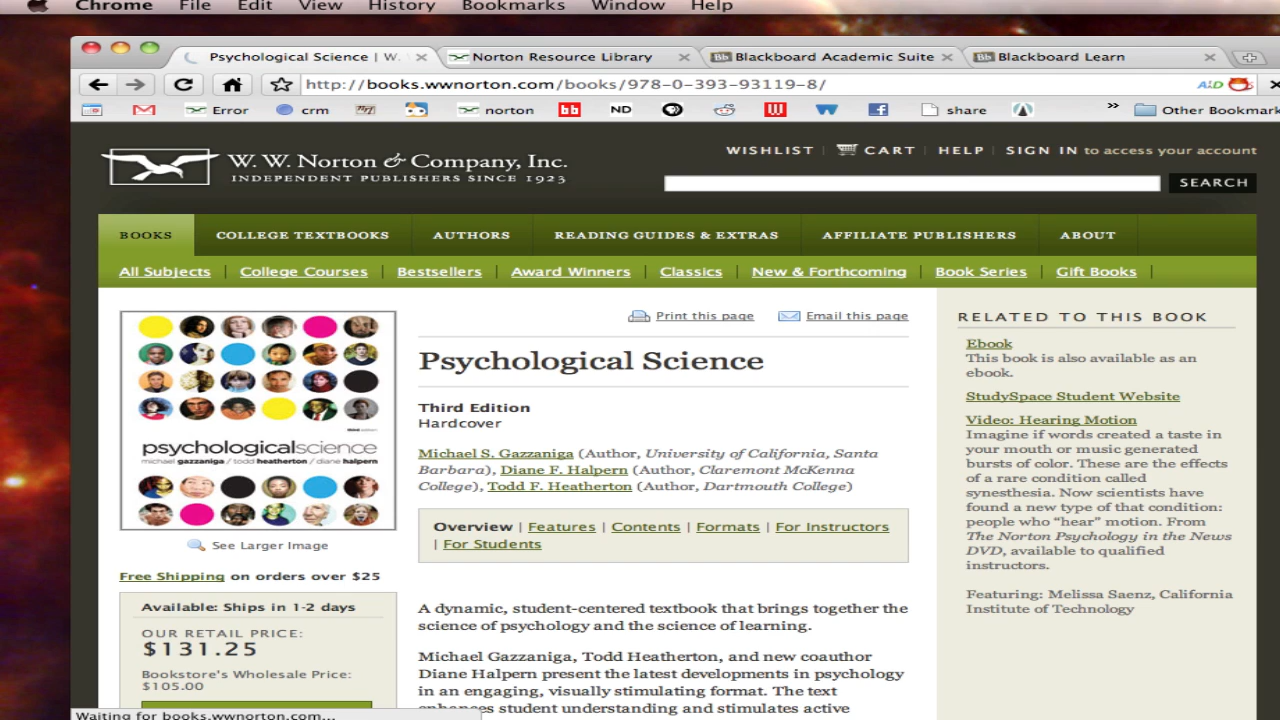 Chrome File Edit View History Bookmarks Window Help
Psychological Science | W. Norton Resource Library Blackboard Academic Suite Blackboard Learn
http://books.wwnorton.com/books/978-0-393-93119-8/
Error crm norton bb ND share Other Bookmark
W. W. Norton & Company, Inc.
INDEPENDENT PUBLISHERS SINCE 1923
WISHLIST | CART | HELP | SIGN IN to access your account
SEARCH
BOOKS COLLEGE TEXTBOOKS AUTHORS READING GUIDES & EXTRAS AFFILIATE PUBLISHERS ABOUT
All Subjects | College Courses | Bestsellers | Award Winners | Classics | New & Forthcoming | Book Series | Gift Books |
psychologicalscience
michael gazzaniga / todd heatherton / diane halpern
See Larger Image
Free Shipping on orders over $25
Available: Ships in 1-2 days
OUR RETAIL PRICE:
$131.25
Bookstore's Wholesale Price:
$105.00
Print this page Email this page
Psychological Science
Third Edition
Hardcover
Michael S. Gazzaniga (Author, University of California, Santa
Barbara), Diane F. Halpern (Author, Claremont McKenna
College), Todd F. Heatherton (Author, Dartmouth College)
Overview | Features | Contents | Formats | For Instructors
| For Students
A dynamic, student-centered textbook that brings together the
science of psychology and the science of learning.
Michael Gazzaniga, Todd Heatherton, and new coauthor
Diane Halpern present the latest developments in psychology
in an engaging, visually stimulating format. The text
enhances student understanding and stimulates active
RELATED TO THIS BOOK
Ebook
This book is also available as an
ebook.
StudySpace Student Website
Video: Hearing Motion
Imagine if words created a taste in
your mouth or music generated
bursts of color. These are the effects
of a rare condition called
synesthesia. Now scientists have
found a new type of that condition:
people who “hear” motion. From
The Norton Psychology in the News
DVD, available to qualified
instructors.
Featuring: Melissa Saenz, California
Institute of Technology
Waiting for books.wwnorton.com...